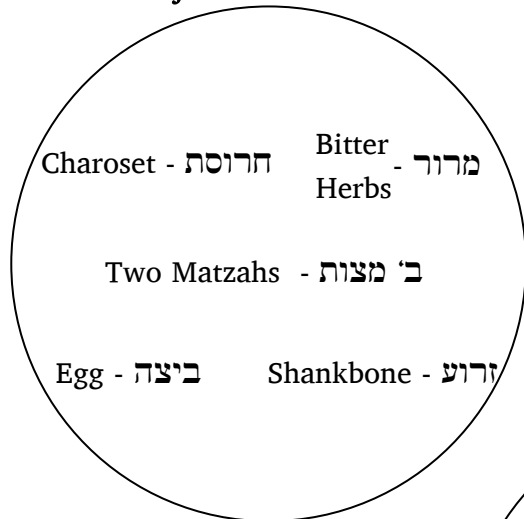 Charoset - חרוסת
Bitter Herbs - מרור
Two Matzahs - ב׳ מצות
Egg - ביצה
Shankbone - זרוע